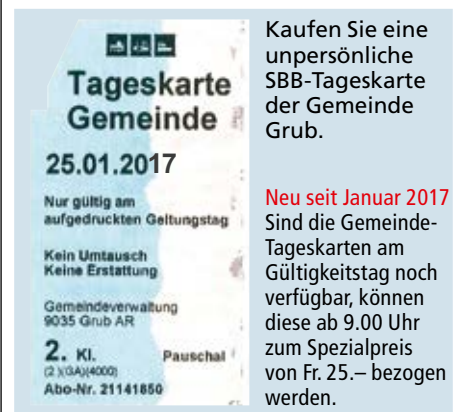 Tageskarte
Gemeinde
25.01.2017
Nur gültig am
aufgedruckten Geltungstag
Kein Umtausch
Keine Erstattung
Gemeindeverwaltung
9035 Grub AR
2. Kl. Pauschal
(2)(GA)(4000)
Abo-Nr. 21141850
Kaufen Sie eine
unpersönliche
SBB-Tageskarte
der Gemeinde
Grub.
Neu seit Januar 2017
Sind die Gemeinde-
Tageskarten am
Gültigkeitstag noch
verfügbar, können
diese ab 9.00 Uhr
zum Spezialpreis
von Fr. 25.– bezogen
werden.